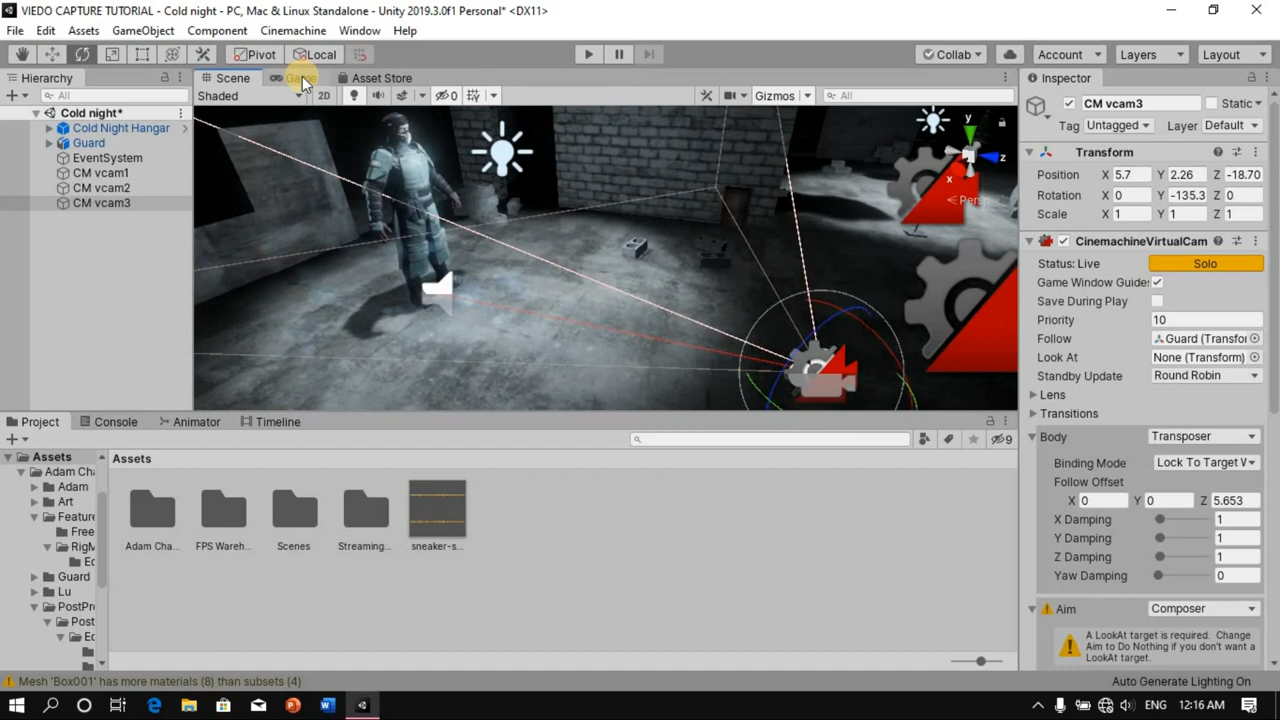 VIEDO CAPTURE TUTORIAL - Cold night - PC, Mac & Linux Standalone - Unity 2019.3.0f1 Personal* <DX11>
File Edit Assets GameObject Component Cinemachine Window Help
Pivot Local Collab Account Layers Layout
Hierarchy Scene Game Asset Store Inspector
All Shaded 2D 0 Gizmos All
CM vcam3 Static
Tag Untagged Layer Default
Cold night*
Cold Night Hangar
Guard
EventSystem
CM vcam1
CM vcam2
CM vcam3
y
z
x
Persp
Transform
Position X 5.7 Y 2.26 Z -18.70
Rotation X 0 Y -135.3 Z 0
Scale X 1 Y 1 Z 1
CinemachineVirtualCam
Status: Live Solo
Game Window Guide
Save During Play
Priority 10
Follow Guard (Transfor
Look At None (Transform)
Standby Update Round Robin
Lens
Transitions
Body Transposer
Binding Mode Lock To Target V
Follow Offset
X 0 Y 0 Z 5.653
X Damping 1
Y Damping 1
Z Damping 1
Yaw Damping 0
Aim Composer
A LookAt target is required. Change
Aim to Do Nothing if you don't want a
LookAt target.
Project Console Animator Timeline
9
Assets
Adam Cha
Adam
Art
Feature
Free
RigM
Ec
Guard
Lu
PostPr
Post
Ec
Assets
Adam Cha... FPS Wareh... Scenes Streaming... sneaker-s...
Mesh 'Box001' has more materials (8) than subsets (4) Auto Generate Lighting On
ENG 12:16 AM